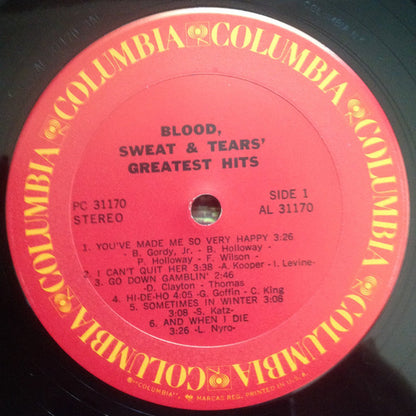 COLUMBIA COLUMBIA COLUMBIA COLUMBIA COLUMBIA COLUMBIA
BLOOD,
SWEAT & TEARS'
GREATEST HITS
PC 31170
STEREO
SIDE 1
AL 31170
1. YOU'VE MADE ME SO VERY HAPPY 3:26
- B. Gordy, Jr. - B. Holloway -
P. Holloway - F. Wilson -
2. I CAN'T QUIT HER 3:38 -A. Kooper - I. Levine-
3. GO DOWN GAMBLIN' 2:46
-D. Clayton - Thomas
4. HI-DE-HO 4:05 -G. Goffin - C. King
5. SOMETIMES IN WINTER 3:08
3:08 -S. Katz-
6. AND WHEN I DIE
3:26 -L. Nyro-
"COLUMBIA", MARCAS REG. PRINTED IN U.S.A.